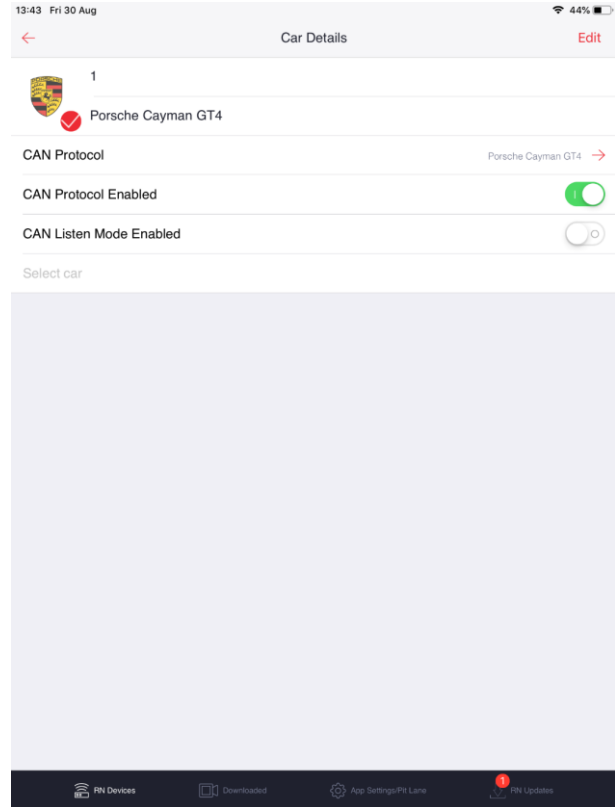 13:43 Fri 30 Aug 44%
Car Details Edit
1
Porsche Cayman GT4
CAN Protocol Porsche Cayman GT4
CAN Protocol Enabled
CAN Listen Mode Enabled
Select car
1
RN Devices Downloaded App Settings/Pit Lane RN Updates